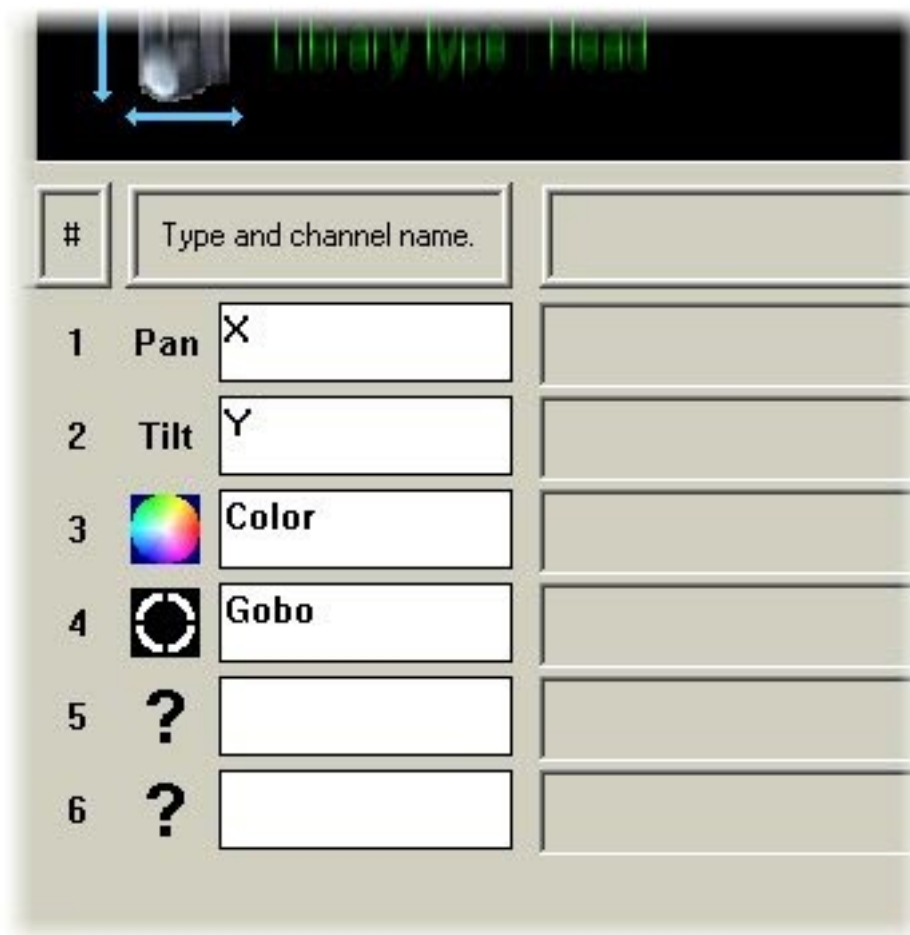 Library type : Head
# Type and channel name.
1 Pan X
2 Tilt Y
3 Color
4 Gobo
5 ?
6 ?